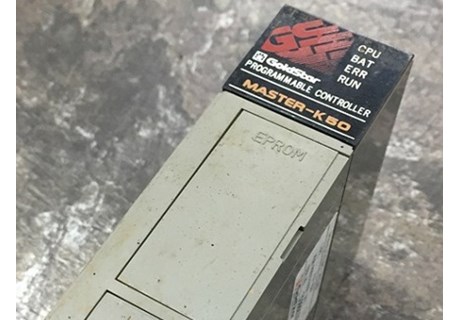 CPU
BAT
ERR
RUN
GoldStar
PROGRAMMABLE CONTROLLER
MASTER-K50
EPROM